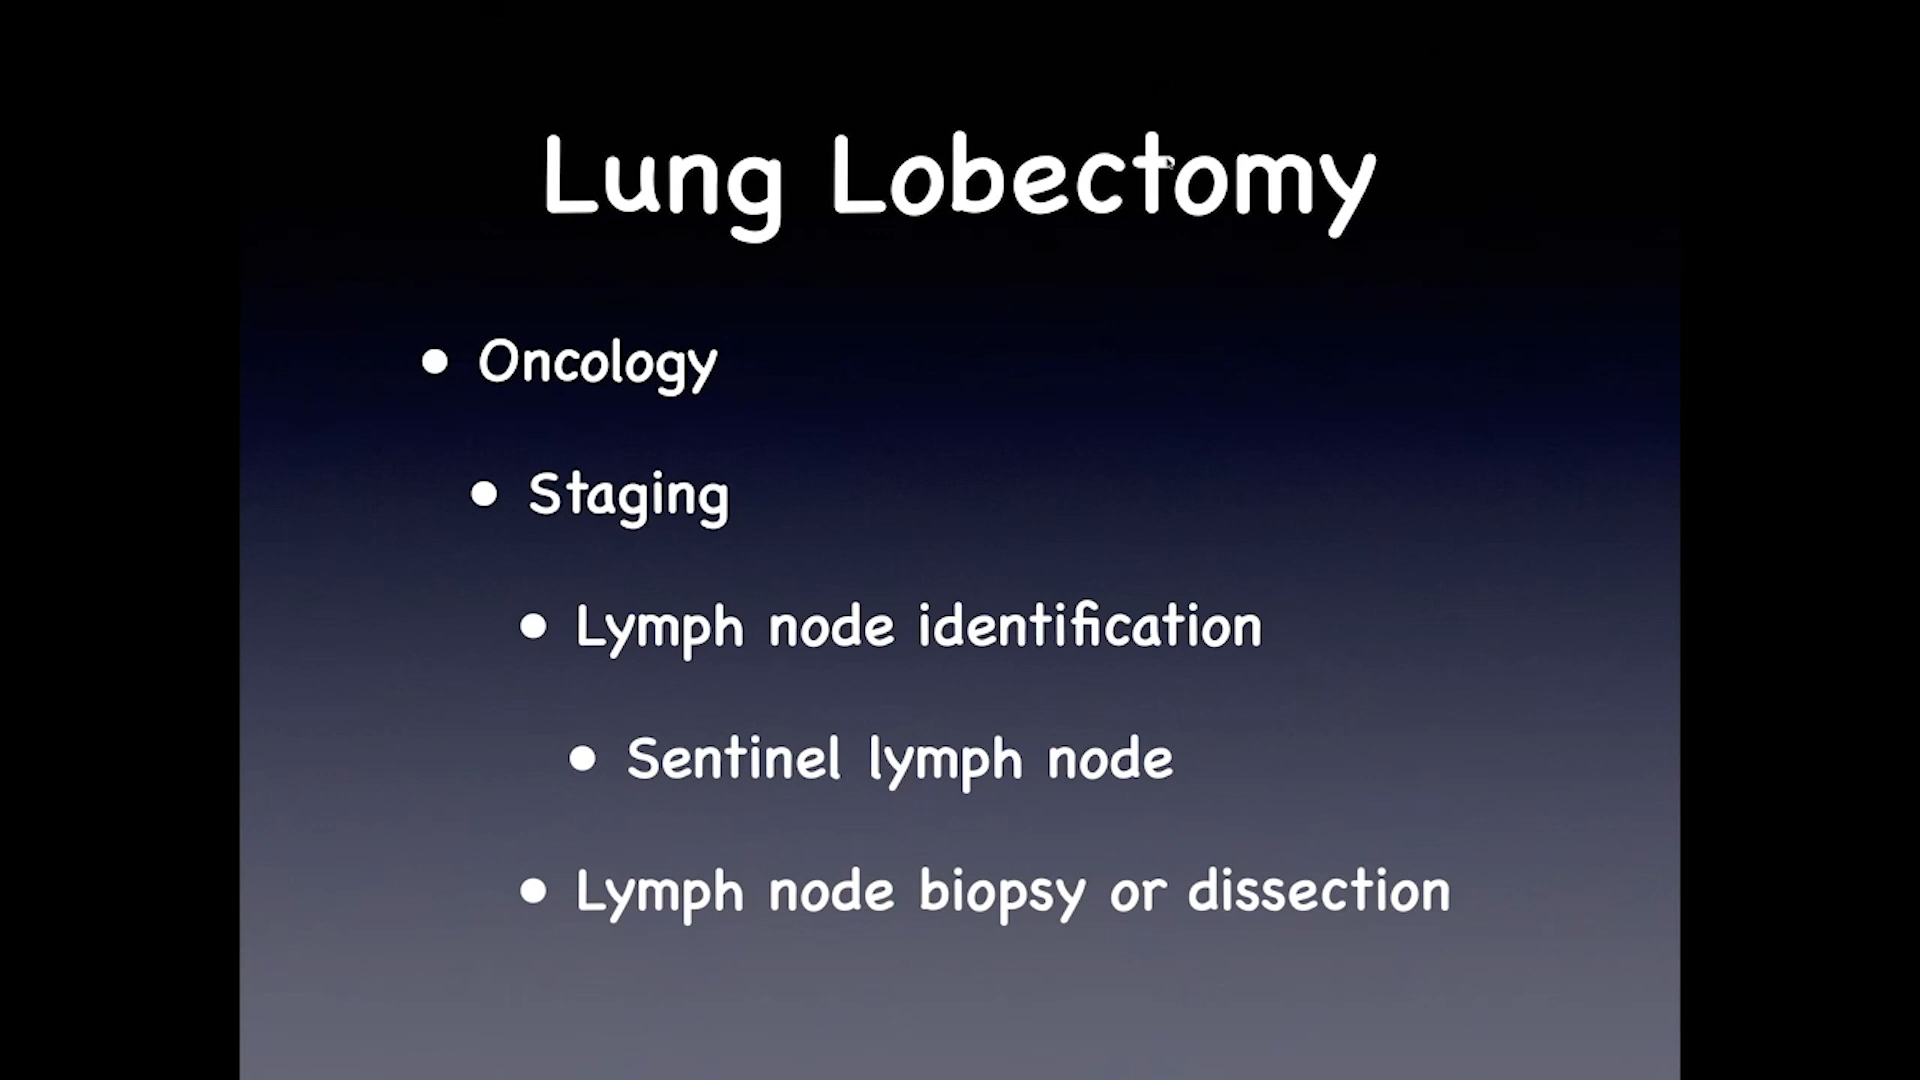 Lung Lobectomy
• Oncology
• Staging
• Lymph node identification
• Sentinel lymph node
• Lymph node biopsy or dissection